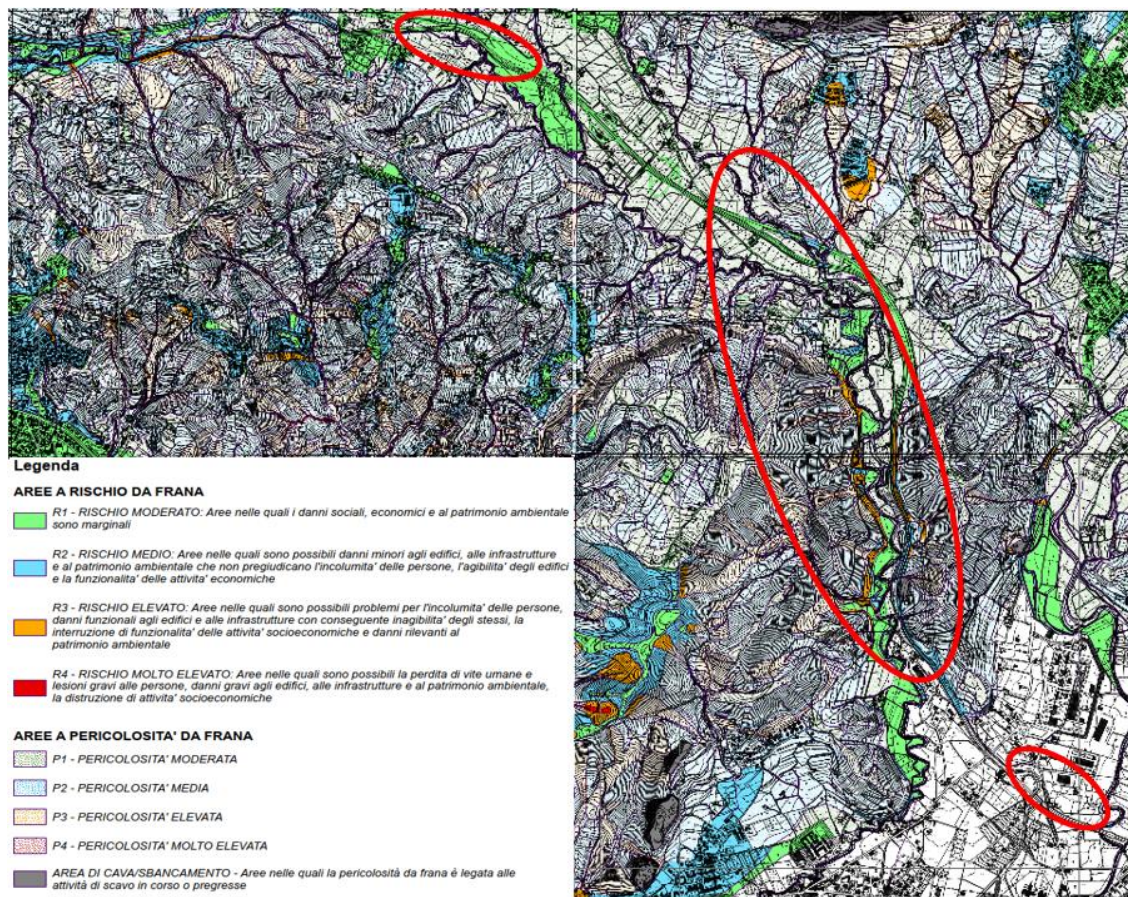 Legenda
AREE A RISCHIO DA FRANA
R1 - RISCHIO MODERATO: Aree nelle quali i danni sociali, economici e al patrimonio ambientale
sono marginali
R2 - RISCHIO MEDIO: Aree nelle quali sono possibili danni minori agli edifici, alle infrastrutture
e al patrimonio ambientale che non pregiudicano l'incolumita' delle persone, l'agibilita' degli edifici
e la funzionalita' delle attivita' economiche
R3 - RISCHIO ELEVATO: Aree nelle quali sono possibili problemi per l'incolumita' delle persone,
danni funzionali agli edifici e alle infrastrutture con conseguente inagibilita' degli stessi, la
interruzione di funzionalita' delle attivita' socioeconomiche e danni rilevanti al
patrimonio ambientale
R4 - RISCHIO MOLTO ELEVATO: Aree nelle quali sono possibili la perdita di vite umane e
lesioni gravi alle persone, danni gravi agli edifici, alle infrastrutture e al patrimonio ambientale,
la distruzione di attivita' socioeconomiche
AREE A PERICOLOSITA' DA FRANA
P1 - PERICOLOSITA' MODERATA
P2 - PERICOLOSITA' MEDIA
P3 - PERICOLOSITA' ELEVATA
P4 - PERICOLOSITA' MOLTO ELEVATA
AREA DI CAVA/SBANCAMENTO - Aree nelle quali la pericolosità da frana é legata alle
attività di scavo in corso o pregresse